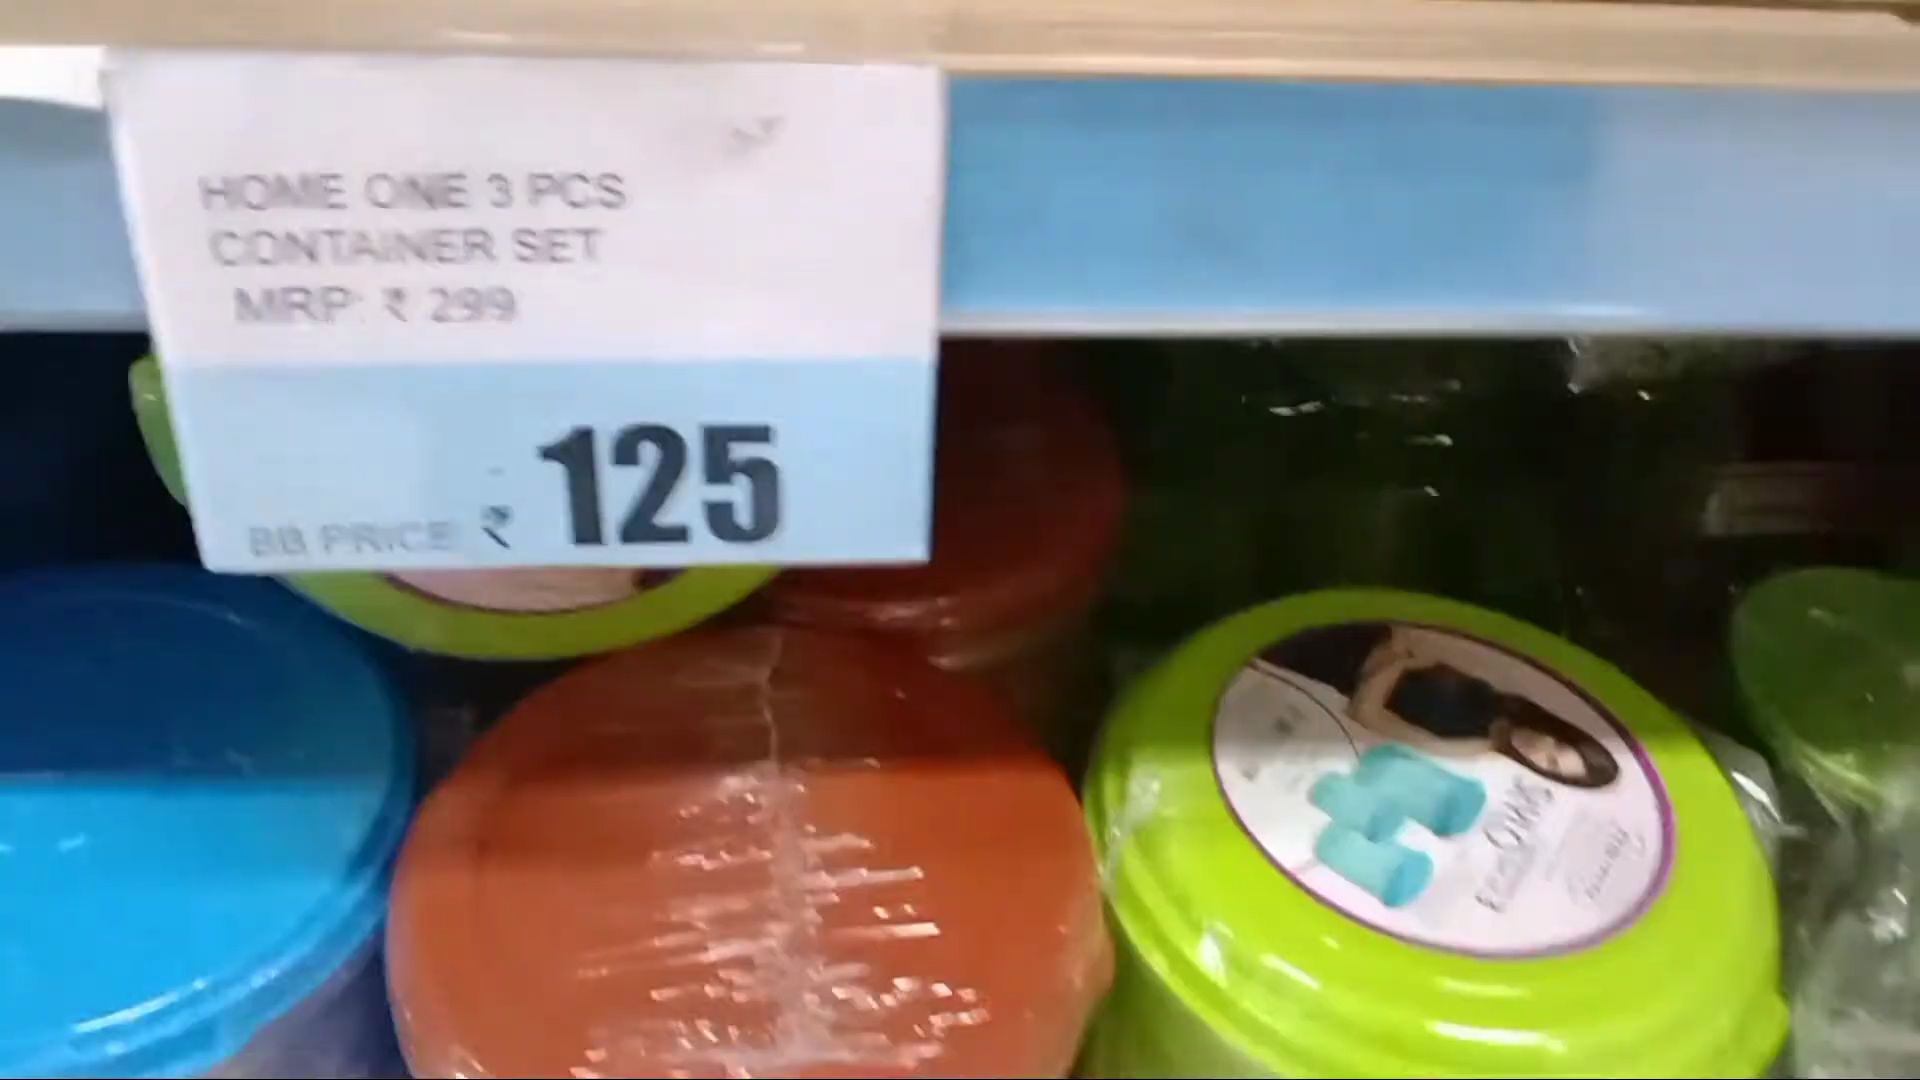 HOME ONE 3 PCS
CONTAINER SET
MRP: ₹ 299
BB PRICE ₹ 125